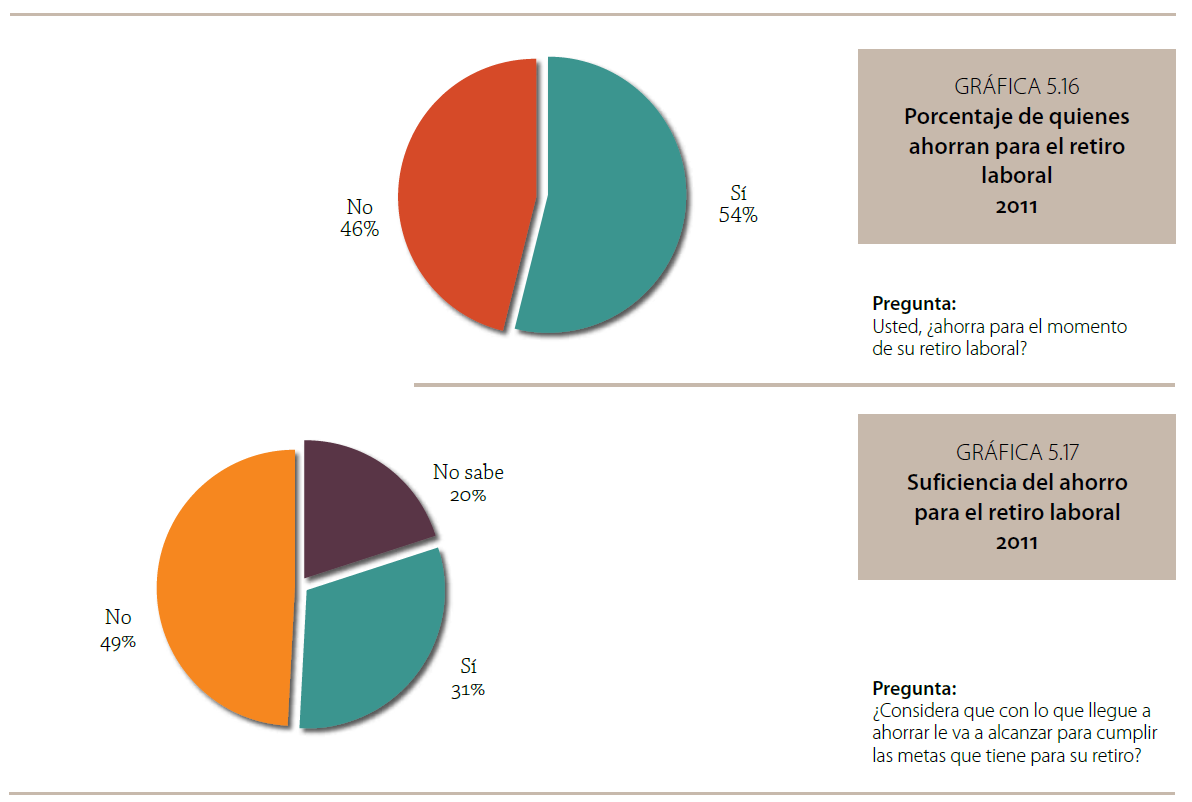 GRÁFICA 5.16
Porcentaje de quienes
ahorran para el retiro
laboral
2011
No
46%
Sí
54%
Pregunta:
Usted, ¿ahorra para el momento
de su retiro laboral?
GRÁFICA 5.17
Suficiencia del ahorro
para el retiro laboral
2011
No sabe
20%
No
49%
Sí
31%
Pregunta:
¿Considera que con lo que llegue a
ahorrar le va a alcanzar para cumplir
las metas que tiene para su retiro?